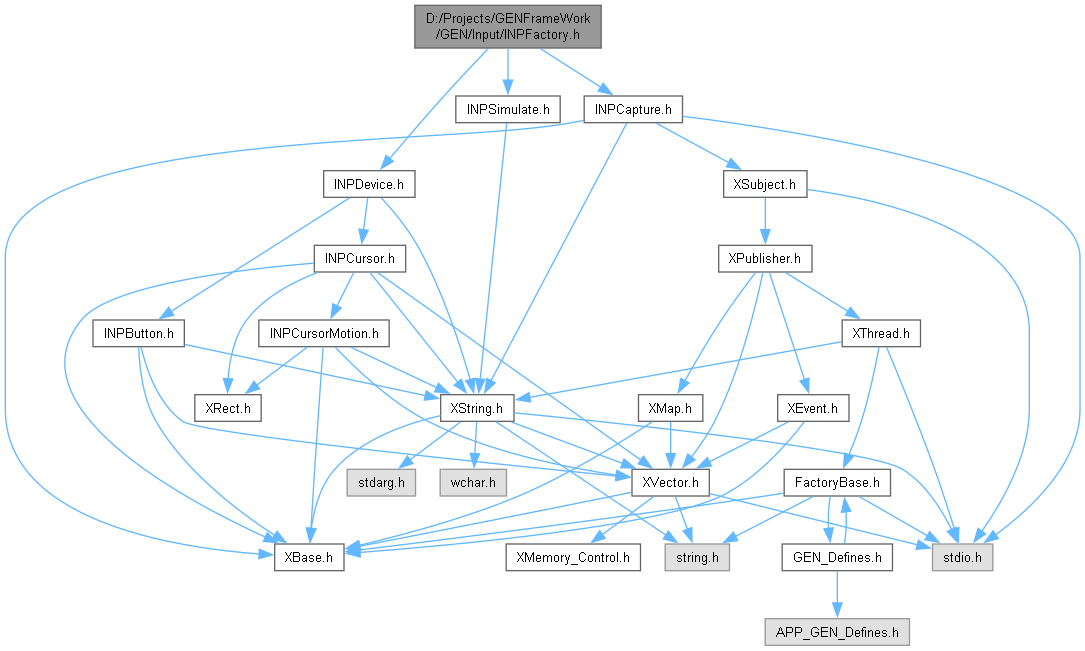 D:/Projects/GENFrameWork
/GEN/Input/INPFactory.h
INPSimulate.h
INPCapture.h
INPDevice.h
XSubject.h
INPCursor.h
XPublisher.h
INPButton.h
INPCursorMotion.h
XThread.h
XRect.h
XString.h
XMap.h
XEvent.h
stdarg.h
wchar.h
XVector.h
FactoryBase.h
XBase.h
XMemory_Control.h
string.h
GEN_Defines.h
stdio.h
APP_GEN_Defines.h